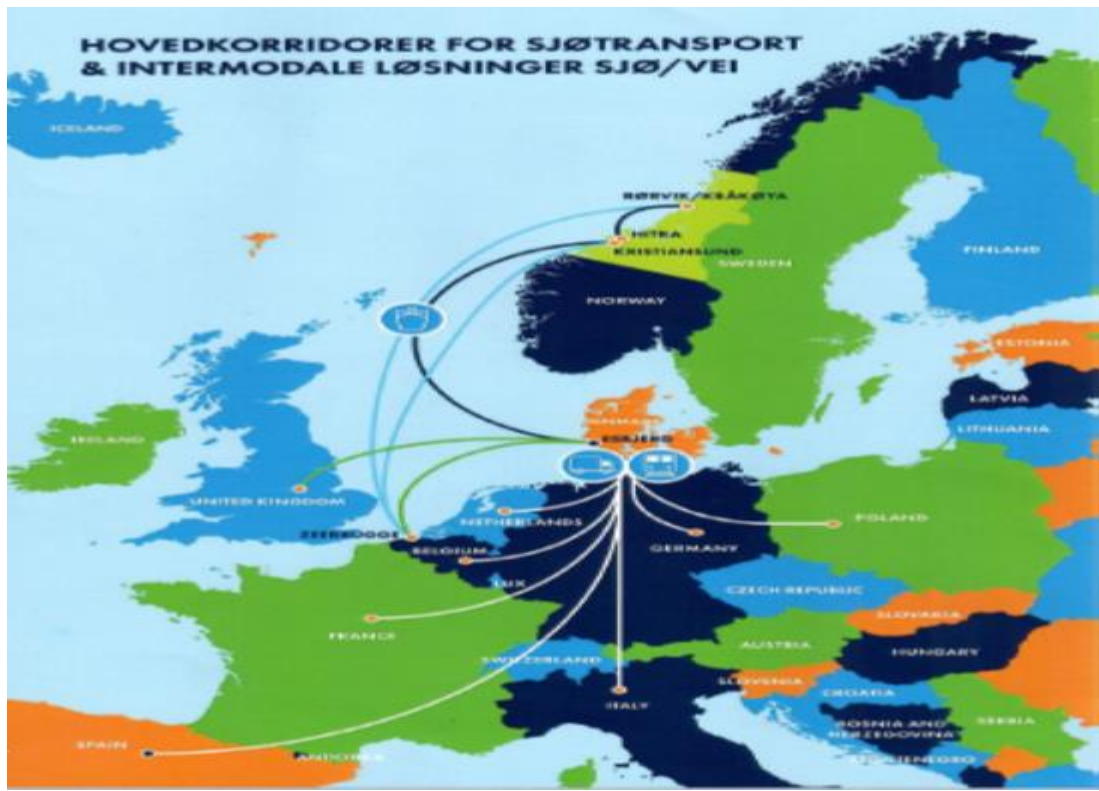 HOVEDKORRIDORER FOR SJØTRANSPORT
& INTERMODALE LØSNINGER SJØ/VEI
ICELAND
RØRVIK/KRÅKØYA
HITRA
KRISTIANSUND
SWEDEN
FINLAND
NORWAY
ESTONIA
LATVIA
LITHUANIA
DENMARK
ESBJERG
IRELAND
UNITED KINGDOM
NETHERLANDS
POLAND
ZEEBRUGGE
BELGIUM
GERMANY
LUX
CZECH REPUBLIC
SLOVAKIA
FRANCE
AUSTRIA
HUNGARY
SWITZERLAND
SLOVENIA
CROATIA
ITALY
BOSNIA AND
HERZEGOVINA
SERBIA
SPAIN
ANDORRA